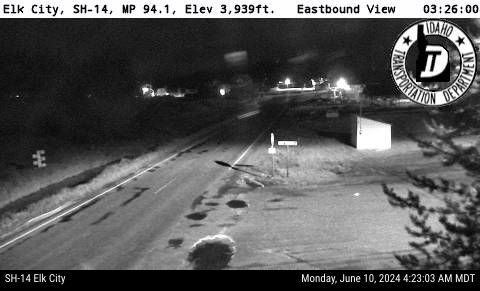 Elk City, SH-14, MP 94.1, Elev 3,939ft. Eastbound View 03:26:00
IDAHO
TRANSPORTATION DEPARTMENT
SH-14 Elk City Monday, June 10, 2024 4:23:03 AM MDT